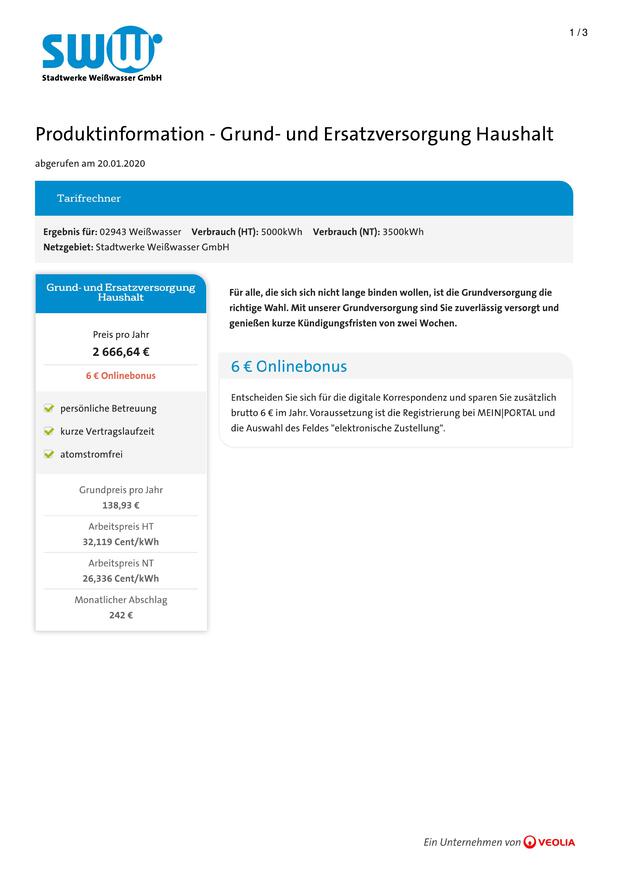 1 / 3
SWW
Stadtwerke Weißwasser GmbH
Produktinformation - Grund- und Ersatzversorgung Haushalt
abgerufen am 20.01.2020
Tarifrechner
Ergebnis für: 02943 Weißwasser Verbrauch (HT): 5000kWh Verbrauch (NT): 3500kWh
Netzgebiet: Stadtwerke Weißwasser GmbH
Grund- und Ersatzversorgung
Haushalt
Preis pro Jahr
2 666,64 €
6 € Onlinebonus
persönliche Betreuung
kurze Vertragslaufzeit
atomstromfrei
Grundpreis pro Jahr
138,93 €
Arbeitspreis HT
32,119 Cent/kWh
Arbeitspreis NT
26,336 Cent/kWh
Monatlicher Abschlag
242 €
Für alle, die sich sich nicht lange binden wollen, ist die Grundversorgung die
richtige Wahl. Mit unserer Grundversorgung sind Sie zuverlässig versorgt und
genießen kurze Kündigungsfristen von zwei Wochen.
6 € Onlinebonus
Entscheiden Sie sich für die digitale Korrespondenz und sparen Sie zusätzlich
brutto 6 € im Jahr. Voraussetzung ist die Registrierung bei MEIN|PORTAL und
die Auswahl des Feldes "elektronische Zustellung".
Ein Unternehmen von VEOLIA